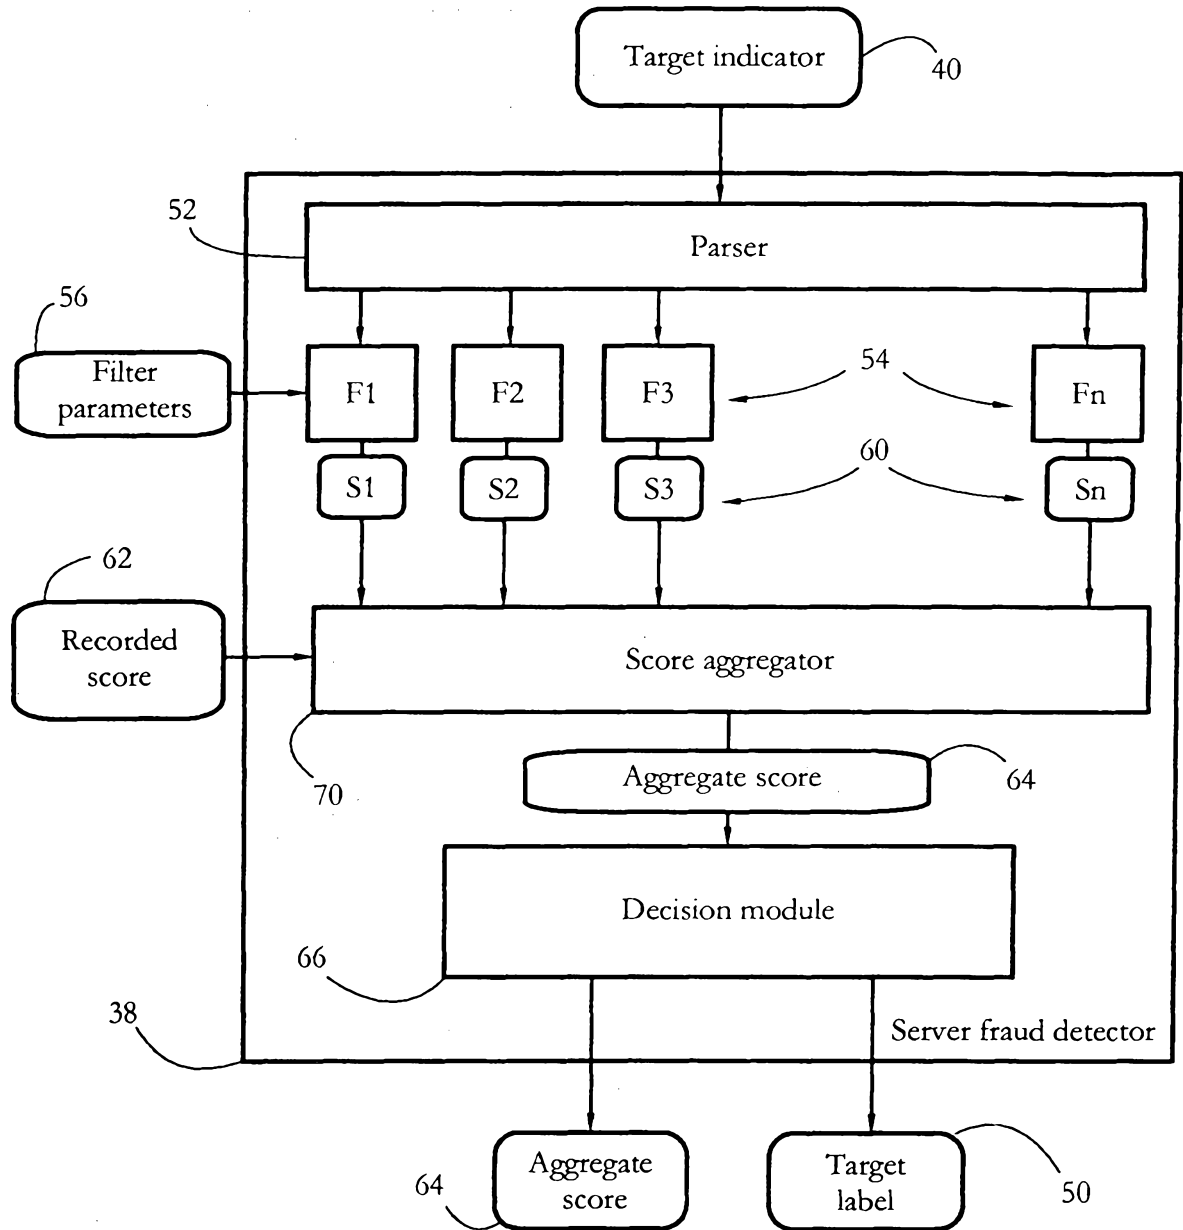 Target indicator
40
52
Parser
56
Filter
parameters
F1
F2
F3
54
Fn
S1
S2
S3
60
Sn
62
Recorded
score
Score aggregator
70
Aggregate score
64
Decision module
66
38
Server fraud detector
Aggregate
score
64
Target
label
50